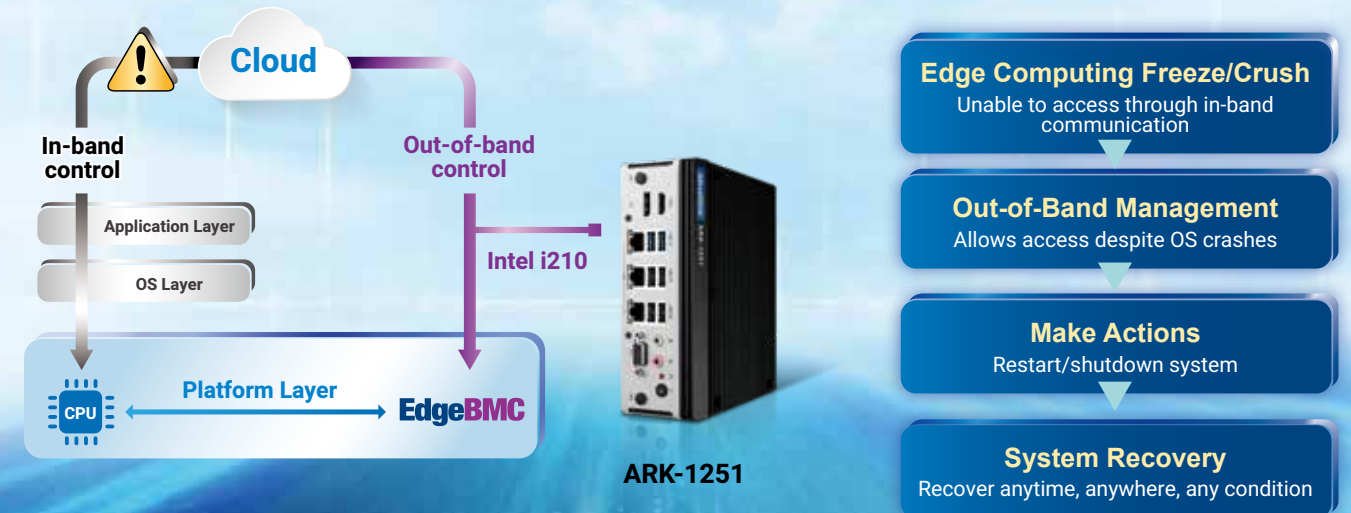 Cloud
In-band
control
Out-of-band
control
Application Layer
OS Layer
Intel i210
Platform Layer
CPU
EdgeBMC
ARK-1251
Edge Computing Freeze/Crush
Unable to access through in-band
communication
Out-of-Band Management
Allows access despite OS crashes
Make Actions
Restart/shutdown system
System Recovery
Recover anytime, anywhere, any condition